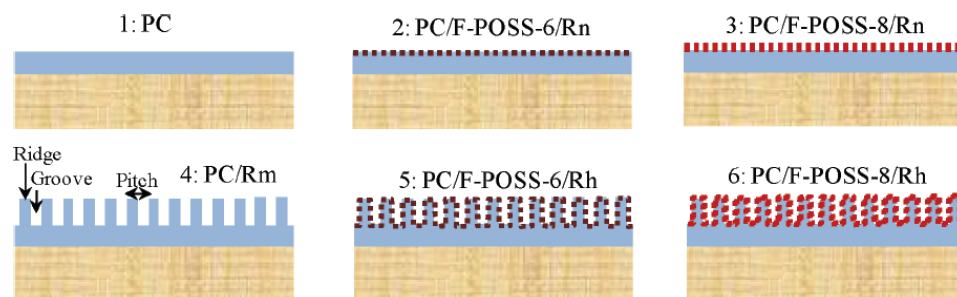 1: PC
2: PC/F-POSS-6/Rn
3: PC/F-POSS-8/Rn
Ridge
Groove
Pitch
4: PC/Rm
5: PC/F-POSS-6/Rh
6: PC/F-POSS-8/Rh